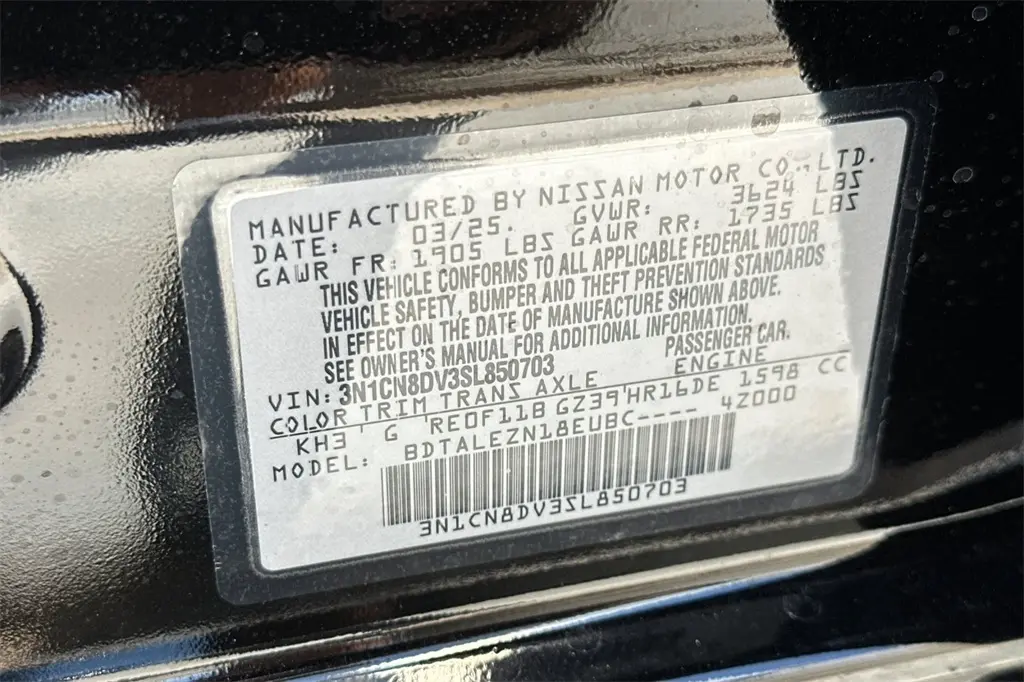 MANUFACTURED BY NISSAN MOTOR CO.,LTD.
DATE: 03/25. GVWR: 3624 LBS
GAWR FR: 1905 LBS GAWR RR: 1735 LBS
THIS VEHICLE CONFORMS TO ALL APPLICABLE FEDERAL MOTOR
VEHICLE SAFETY, BUMPER AND THEFT PREVENTION STANDARDS
IN EFFECT ON THE DATE OF MANUFACTURE SHOWN ABOVE.
SEE OWNER'S MANUAL FOR ADDITIONAL INFORMATION.
VIN: 3N1CN8DV3SL850703 PASSENGER CAR.
COLOR TRIM TRANS AXLE ENGINE
KH3 G RE0F11B GZ39 HR16DE 1598 CC
MODEL: BDTALEZN18EUBC---- 4Z000
3N1CN8DV3SL850703